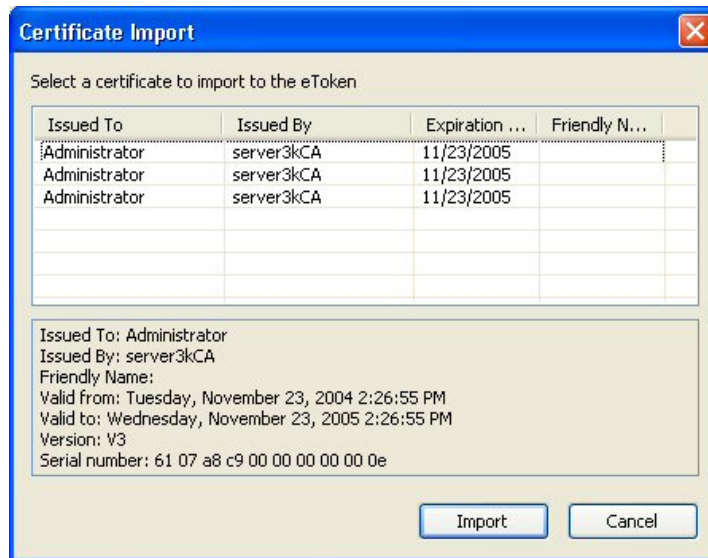 Certificate Import
Select a certificate to import to the eToken
Issued To Issued By Expiration ... Friendly N...
Administrator server3kCA 11/23/2005
Administrator server3kCA 11/23/2005
Administrator server3kCA 11/23/2005
Issued To: Administrator
Issued By: server3kCA
Friendly Name:
Valid from: Tuesday, November 23, 2004 2:26:55 PM
Valid to: Wednesday, November 23, 2005 2:26:55 PM
Version: V3
Serial number: 61 07 a8 c9 00 00 00 00 00 0e
Import Cancel